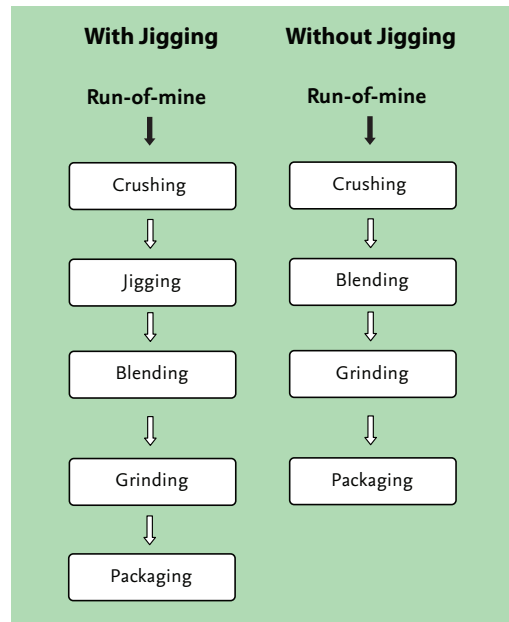 With Jigging
Run-of-mine
Crushing
Jigging
Blending
Grinding
Packaging
Without Jigging
Run-of-mine
Crushing
Blending
Grinding
Packaging